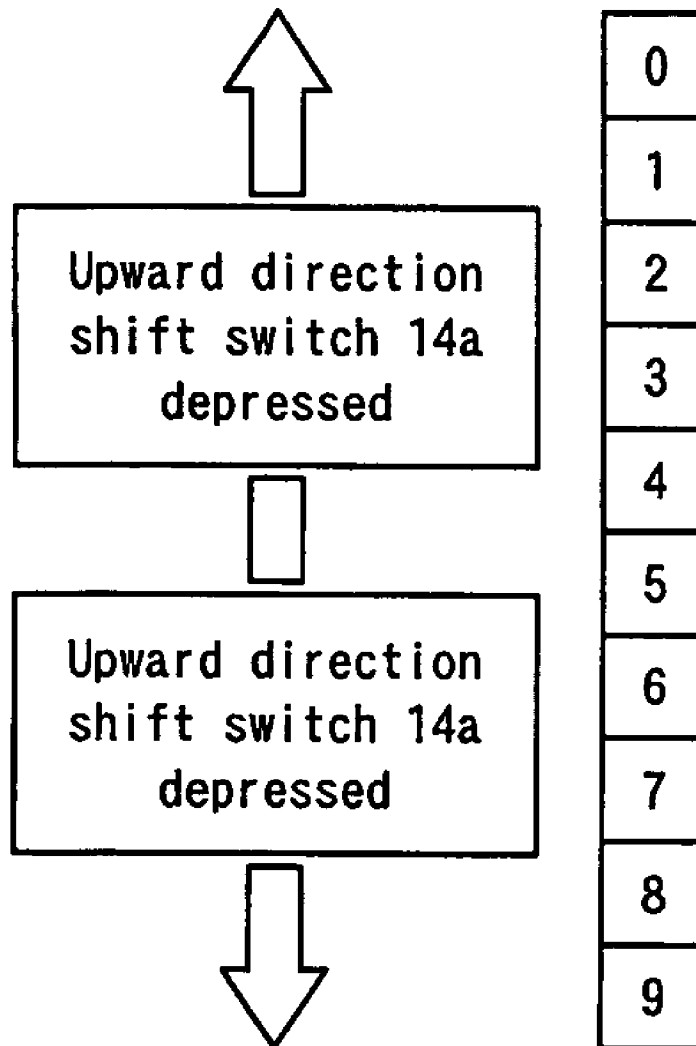 Upward direction
shift switch 14a
depressed
Upward direction
shift switch 14a
depressed
0
1
2
3
4
5
6
7
8
9